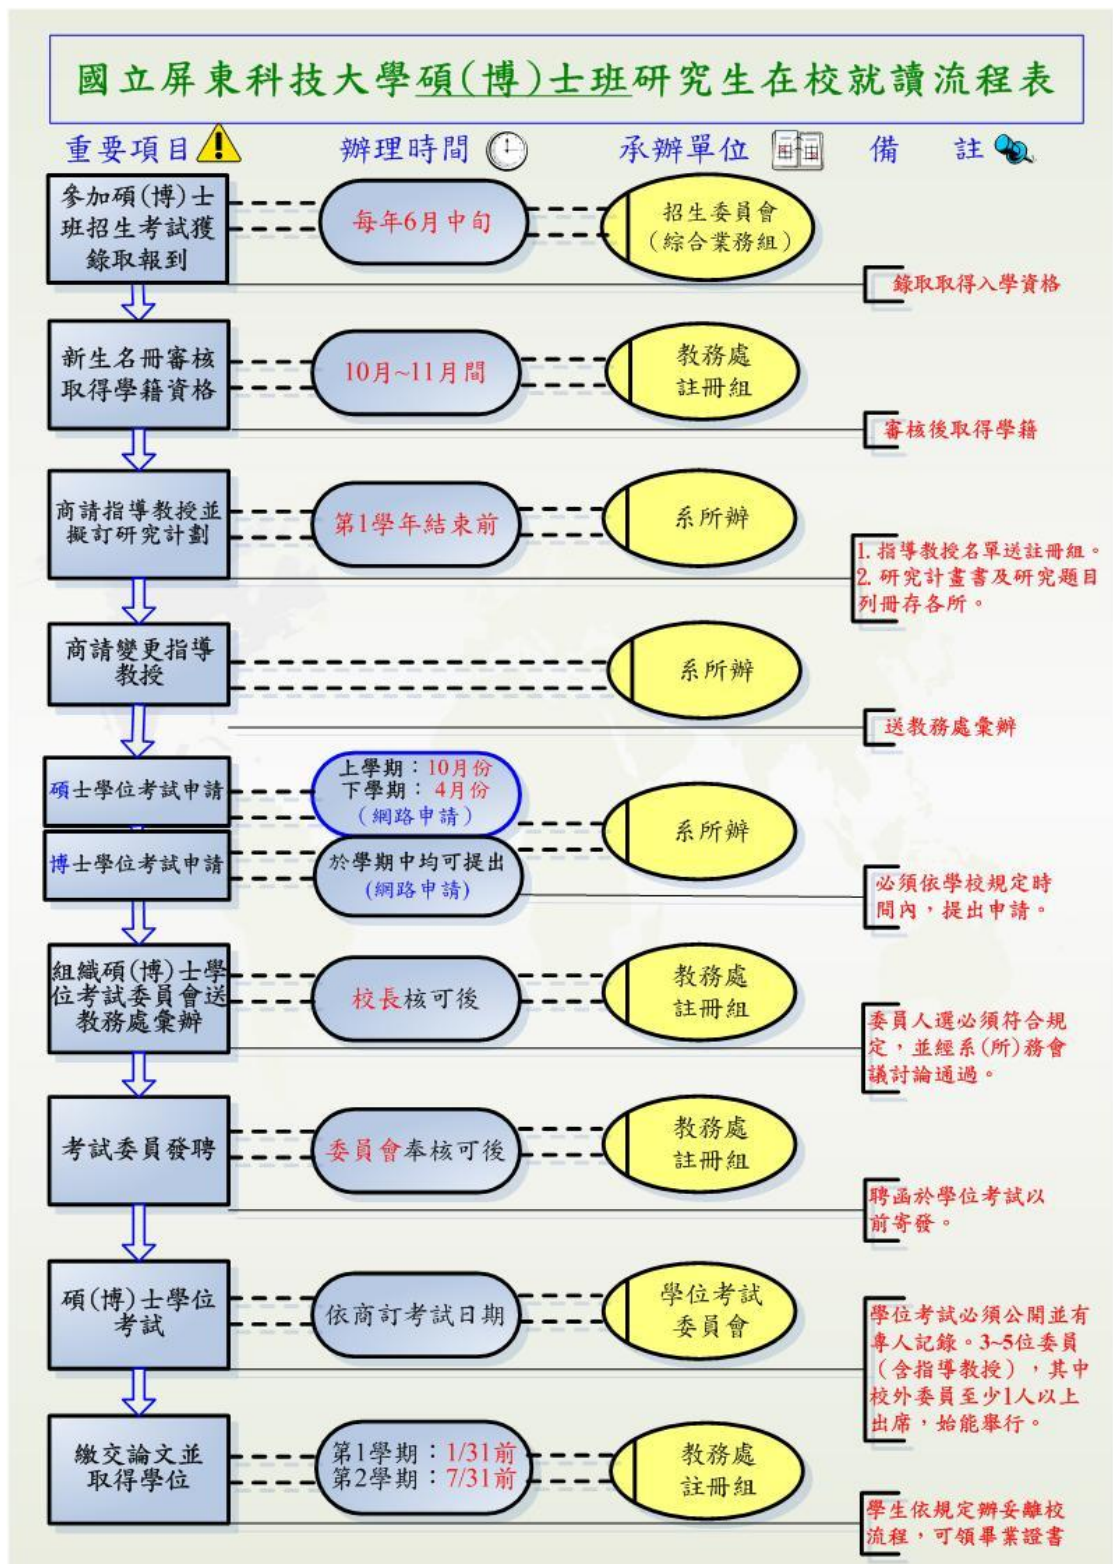 國立屏東科技大學碩(博)士班研究生在校就讀流程表
重要項目
辦理時間
承辦單位
備 註
參加碩(博)士
班招生考試獲
錄取報到
每年6月中旬
招生委員會
(綜合業務組)
錄取取得入學資格
新生名冊審核
取得學籍資格
10月~11月間
教務處
註冊組
審核後取得學籍
商請指導教授並
擬訂研究計劃
第1學年結束前
系所辦
1.指導教授名單送註冊組。
2.研究計畫書及研究題目
列冊存各所。
商請變更指導
教授
系所辦
送教務處彙辦
碩士學位考試申請
上學期：10月份
下學期： 4月份
(網路申請)
博士學位考試申請
於學期中均可提出
(網路申請)
系所辦
必須依學校規定時
間內，提出申請。
組織碩(博)士學
位考試委員會送
教務處彙辦
校長核可後
教務處
註冊組
委員人選必須符合規
定，並經系(所)務會
議討論通過。
考試委員發聘
委員會奉核可後
教務處
註冊組
聘函於學位考試以
前寄發。
碩(博)士學位
考試
依商訂考試日期
學位考試
委員會
學位考試必須公開並有
專人記錄。3~5位委員
(含指導教授)，其中
校外委員至少1人以上
出席，始能舉行。
繳交論文並
取得學位
第1學期：1/31前
第2學期：7/31前
教務處
註冊組
學生依規定辦妥離校
流程，可領畢業證書